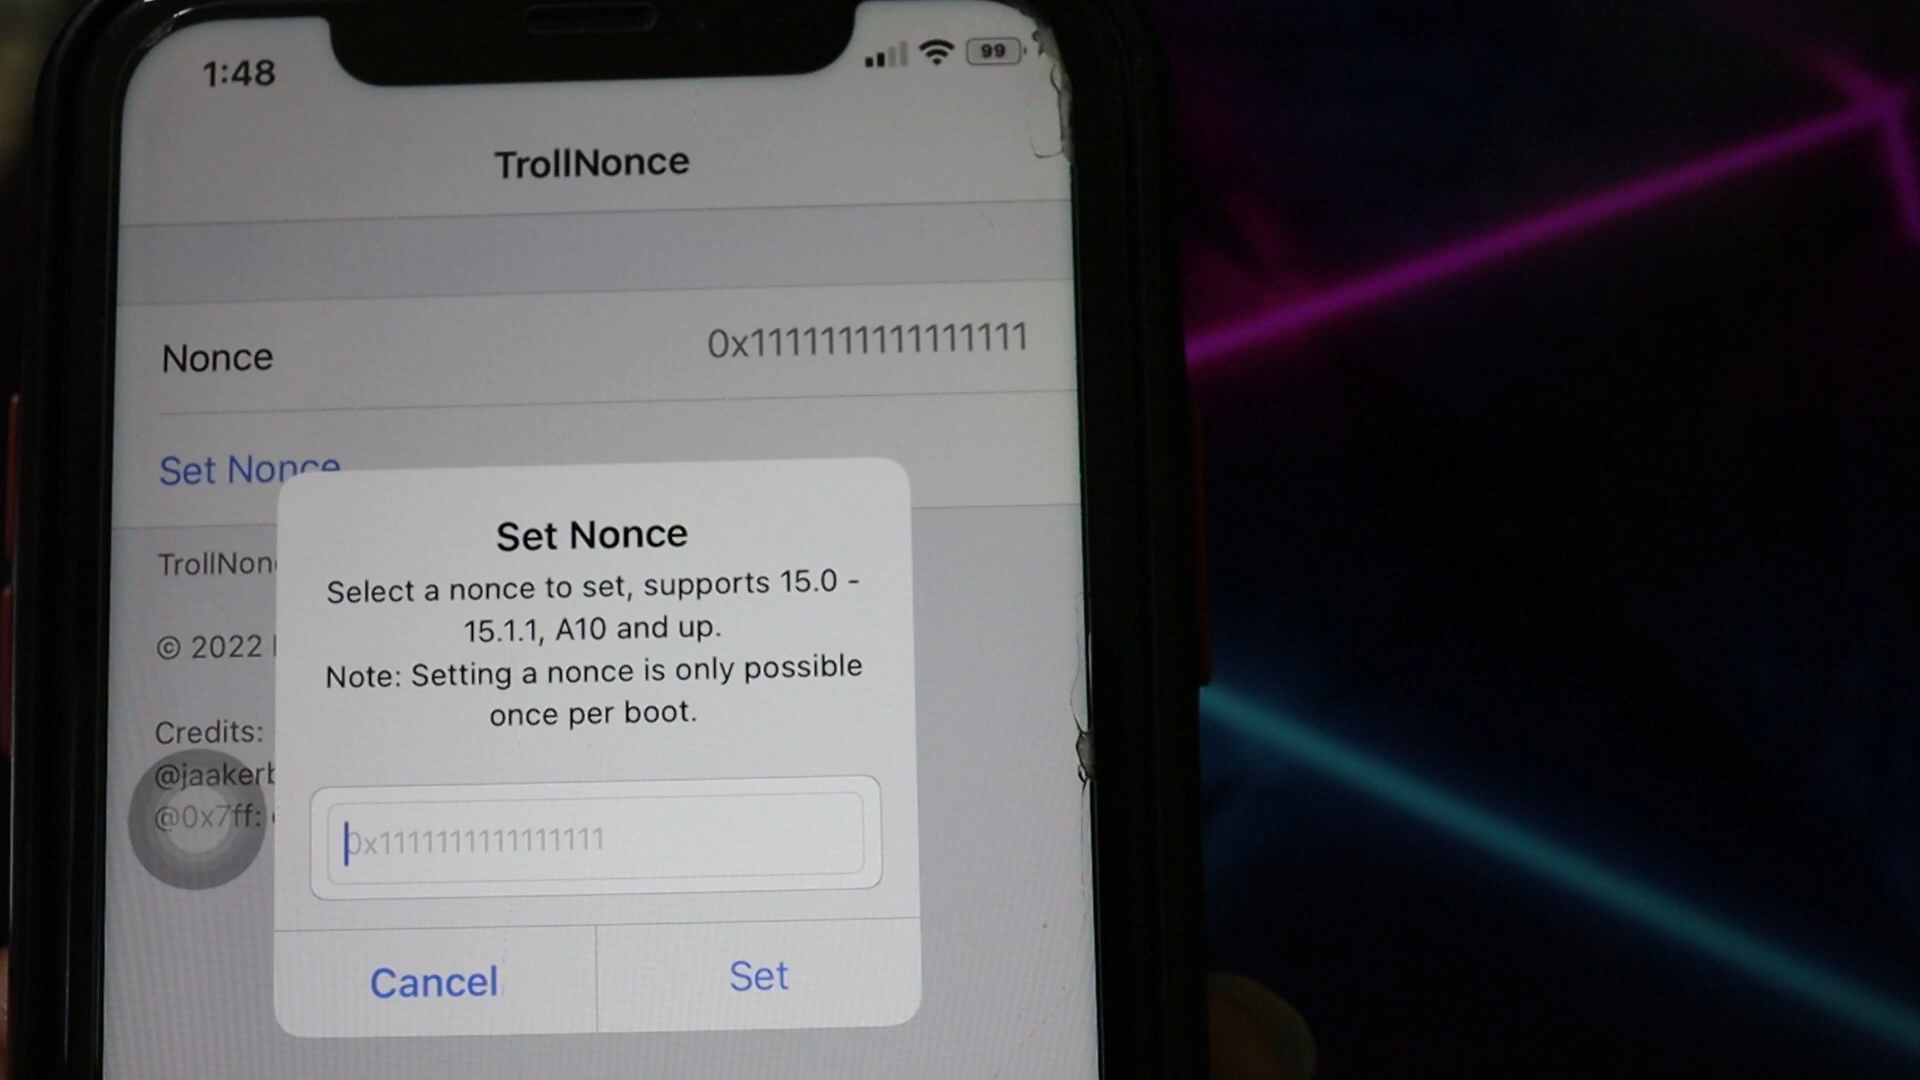 1:48
99
TrollNonce
Nonce
0x1111111111111111
Set Nonce
Set Nonce
Select a nonce to set, supports 15.0 -
15.1.1, A10 and up.
Note: Setting a nonce is only possible
once per boot.
TrollNon
© 2022
Credits:
@jaakerb
@0x7ff:
0x1111111111111111
Cancel
Set